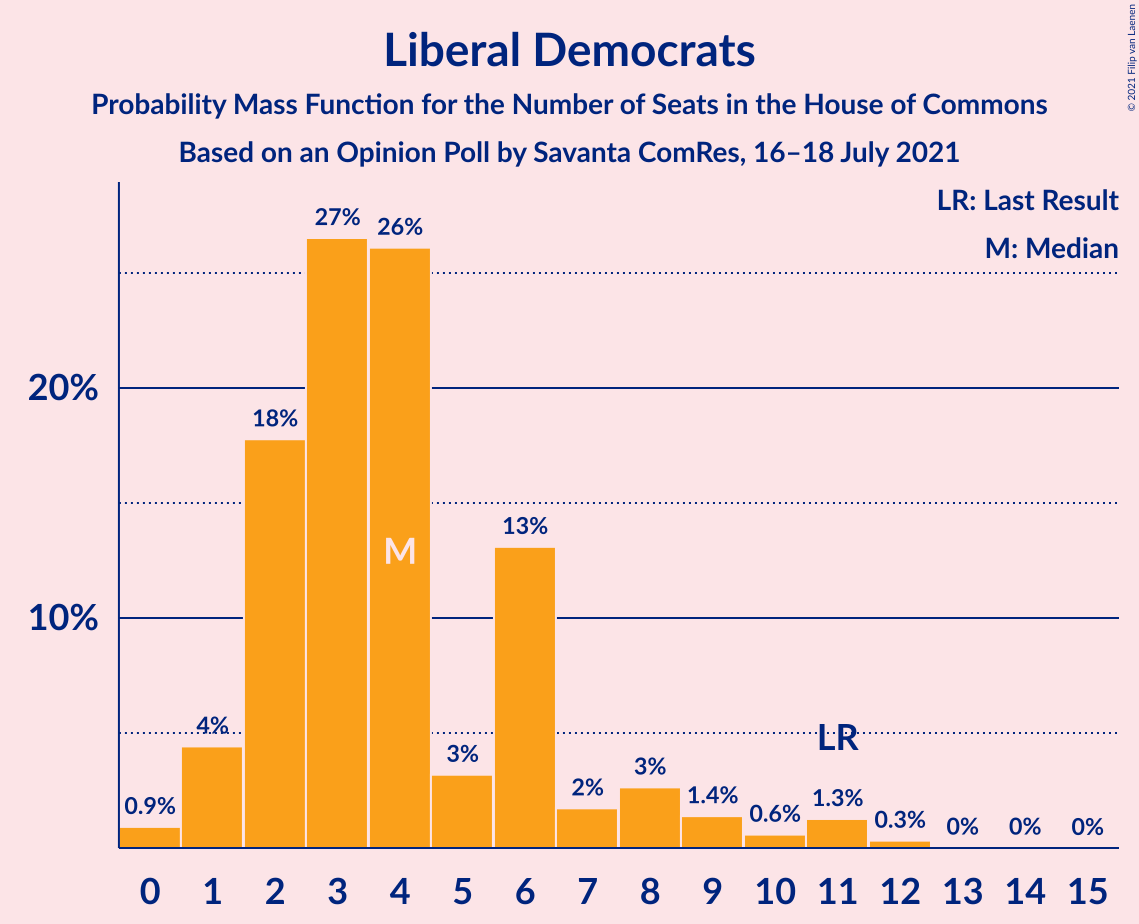 Liberal Democrats
Probability Mass Function for the Number of Seats in the House of Commons
Based on an Opinion Poll by Savanta ComRes, 16–18 July 2021
© 2021 Filip van Laenen
LR: Last Result
M: Median
20%
10%
0.9%
4%
18%
27%
26%
3%
13%
2%
3%
1.4%
0.6%
1.3%
0.3%
0%
0%
0%
M
LR
0 1 2 3 4 5 6 7 8 9 10 11 12 13 14 15